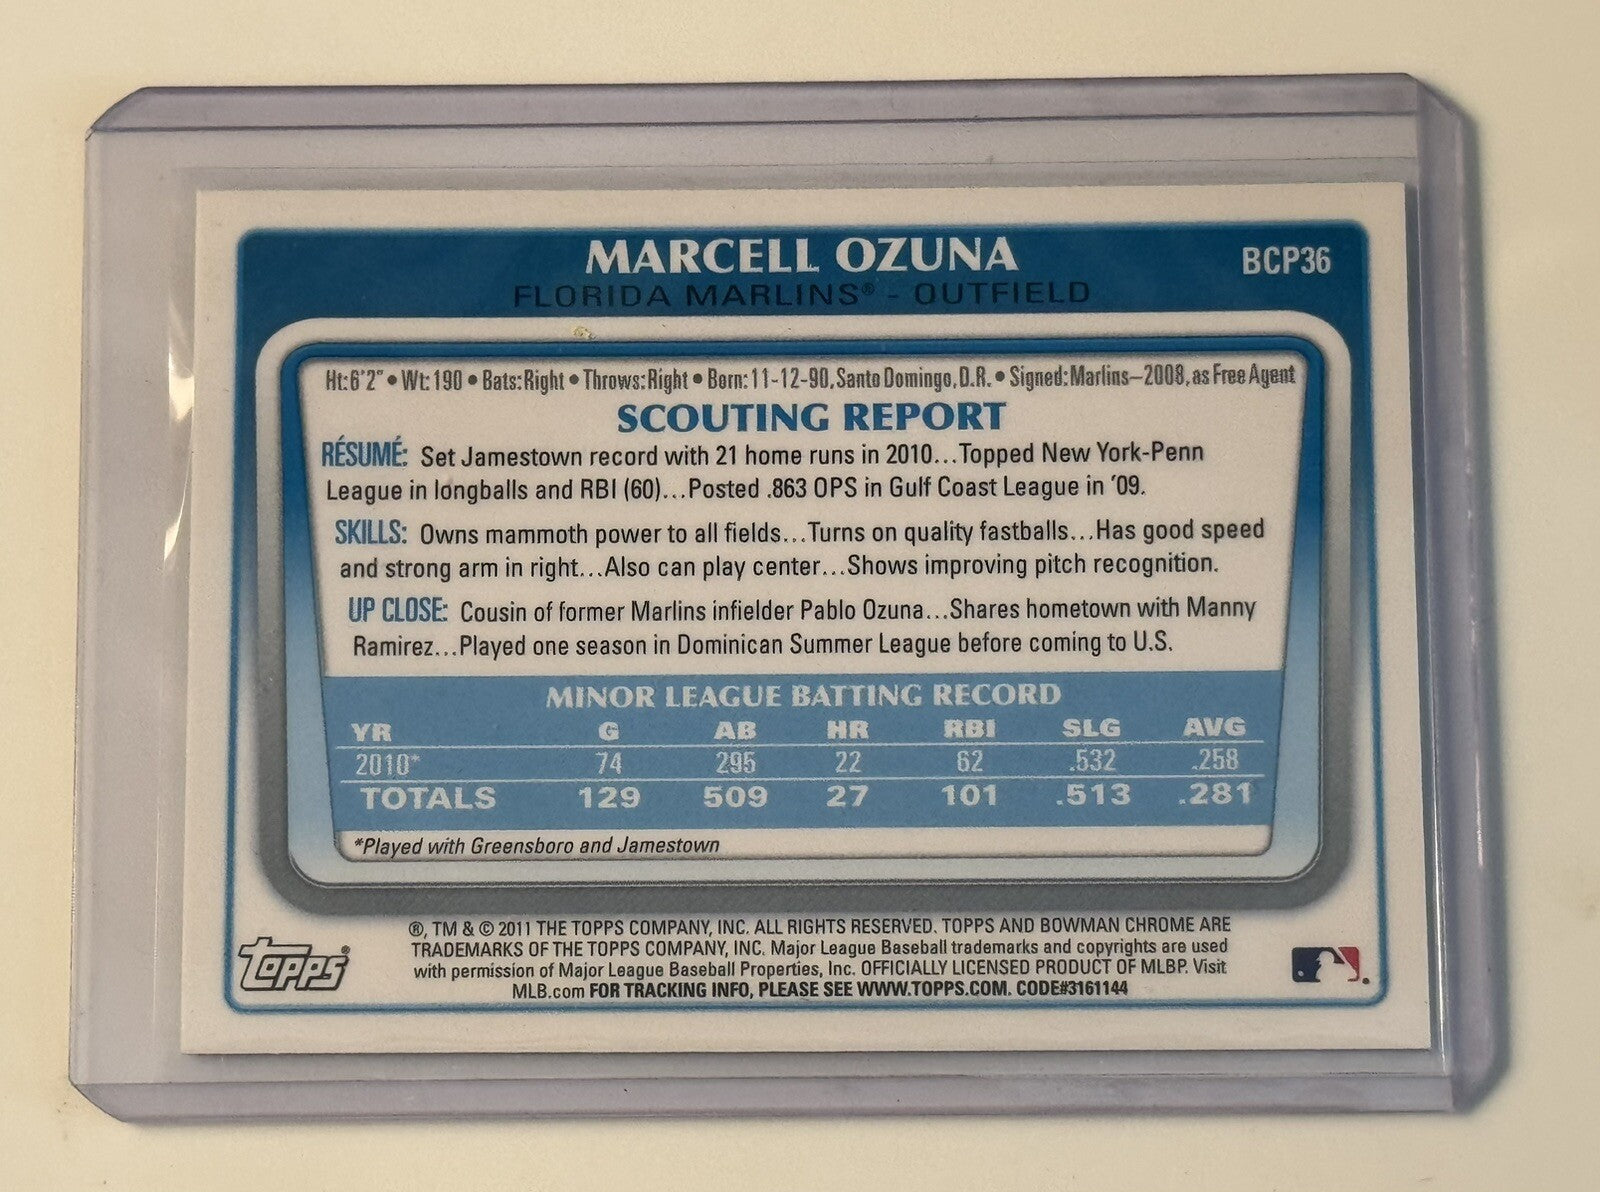 MARCELL OZUNA
BCP36
FLORIDA MARLINS® - OUTFIELD
Ht:6'2" • Wt:190 • Bats:Right • Throws:Right • Born:11-12-90, Santo Domingo, D.R. • Signed:Marlins–2008, as Free Agent
SCOUTING REPORT
RÉSUMÉ: Set Jamestown record with 21 home runs in 2010...Topped New York-Penn
League in longballs and RBI (60)...Posted .863 OPS in Gulf Coast League in '09.
SKILLS: Owns mammoth power to all fields...Turns on quality fastballs...Has good speed
and strong arm in right...Also can play center...Shows improving pitch recognition.
UP CLOSE: Cousin of former Marlins infielder Pablo Ozuna...Shares hometown with Manny
Ramirez...Played one season in Dominican Summer League before coming to U.S.
MINOR LEAGUE BATTING RECORD
YR G AB HR RBI SLG AVG
2010* 74 295 22 62 .532 .258
TOTALS 129 509 27 101 .513 .281
*Played with Greensboro and Jamestown
®, TM & © 2011 THE TOPPS COMPANY, INC. ALL RIGHTS RESERVED. TOPPS AND BOWMAN CHROME ARE
TRADEMARKS OF THE TOPPS COMPANY, INC. Major League Baseball trademarks and copyrights are used
with permission of Major League Baseball Properties, Inc. OFFICIALLY LICENSED PRODUCT OF MLBP. Visit
MLB.com FOR TRACKING INFO, PLEASE SEE WWW.TOPPS.COM. CODE#3161144
Topps®